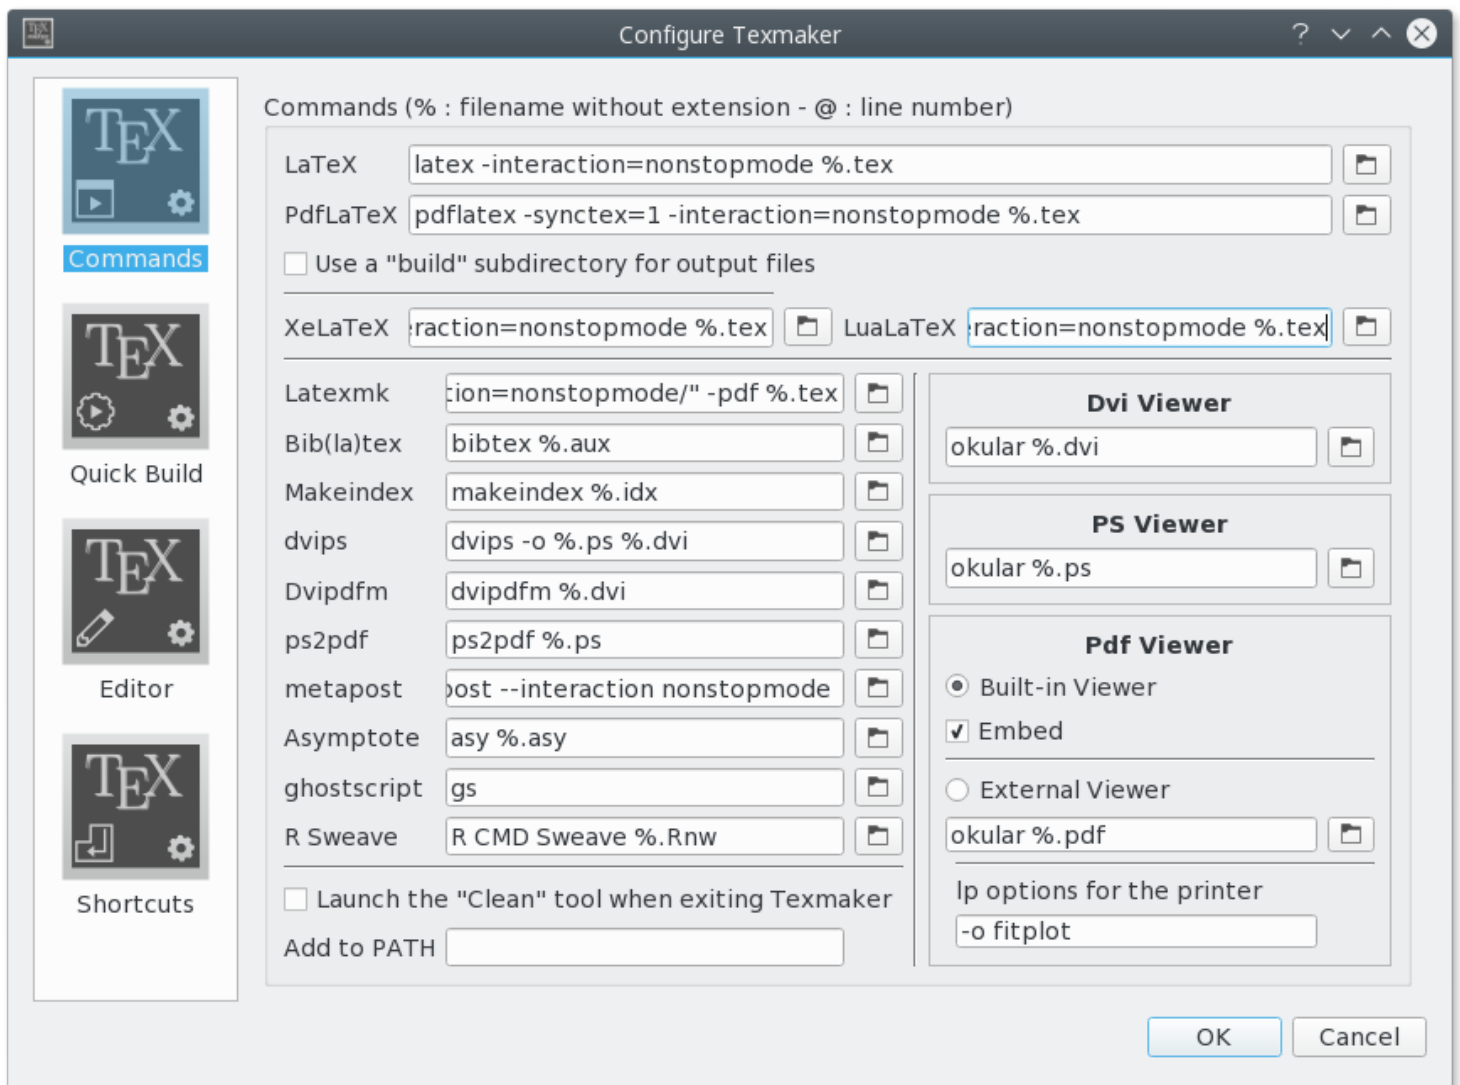 Configure Texmaker
Commands (% : filename without extension - @ : line number)
LaTeX latex -interaction=nonstopmode %.tex
PdfLaTeX pdflatex -synctex=1 -interaction=nonstopmode %.tex
Use a "build" subdirectory for output files
XeLaTeX raction=nonstopmode %.tex LuaLaTeX raction=nonstopmode %.tex
Latexmk tion=nonstopmode/" -pdf %.tex
Bib(la)tex bibtex %.aux
Makeindex makeindex %.idx
dvips dvips -o %.ps %.dvi
Dvipdfm dvipdfm %.dvi
ps2pdf ps2pdf %.ps
metapost post --interaction nonstopmode
Asymptote asy %.asy
ghostscript gs
R Sweave R CMD Sweave %.Rnw
Launch the "Clean" tool when exiting Texmaker
Add to PATH
Dvi Viewer
okular %.dvi
PS Viewer
okular %.ps
Pdf Viewer
Built-in Viewer
Embed
External Viewer
okular %.pdf
lp options for the printer
-o fitplot
TEX
Commands
TEX
Quick Build
TEX
Editor
TEX
Shortcuts
OK Cancel